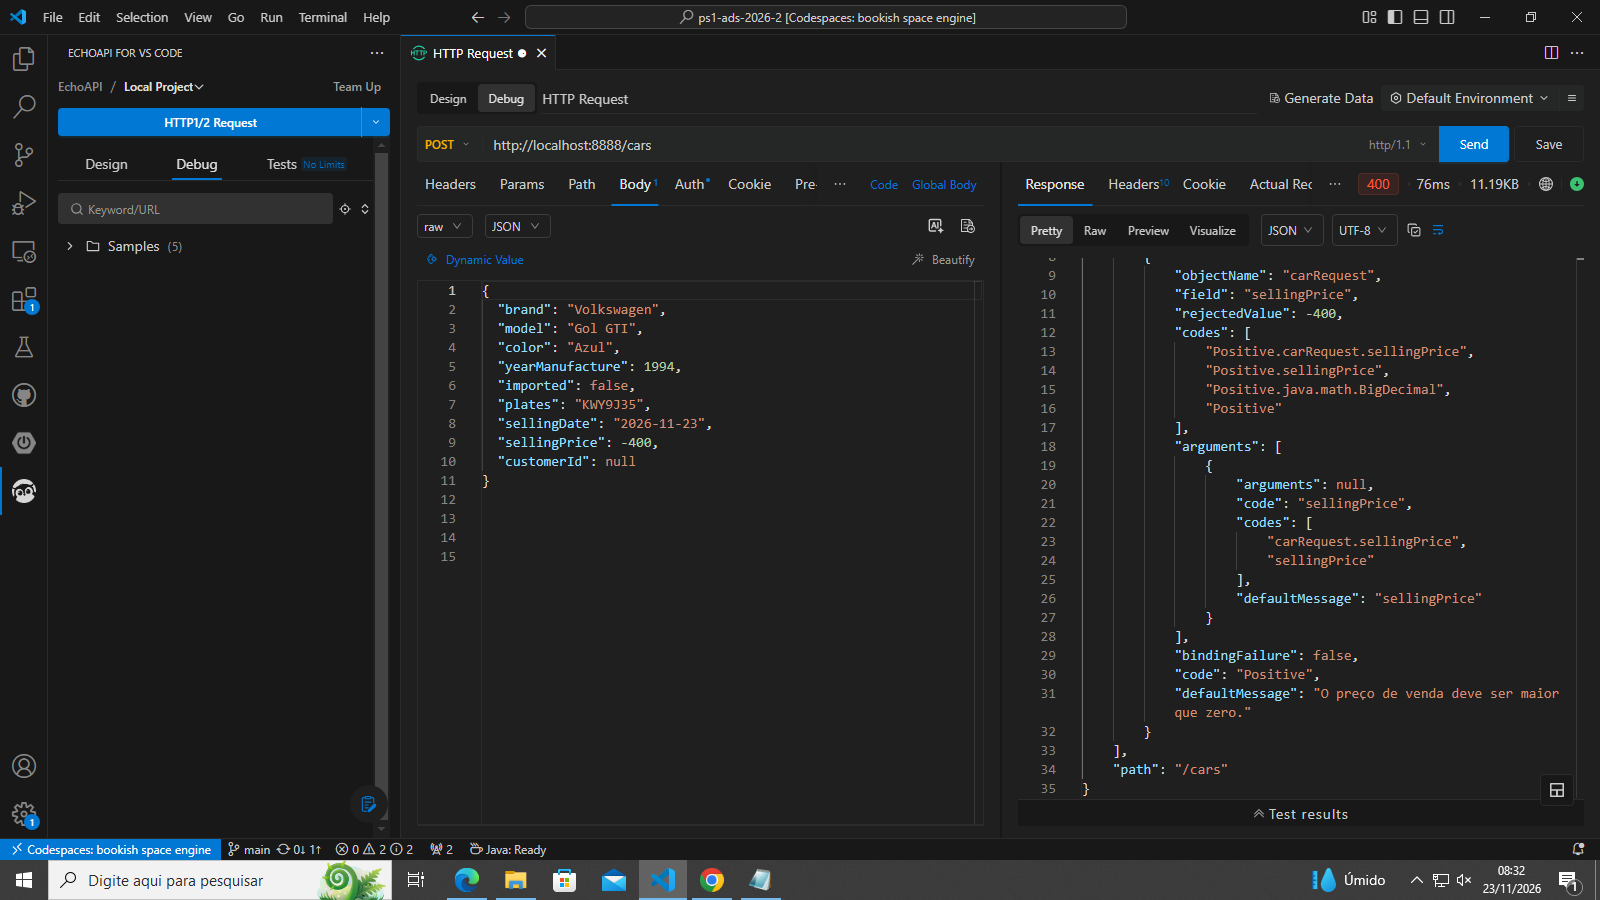 File Edit Selection View Go Run Terminal Help
ps1-ads-2026-2 [Codespaces: bookish space engine]
ECHOAPI FOR VS CODE
EchoAPI / Local Project
Team Up
HTTP1/2 Request
Design Debug Tests No Limits
Keyword/URL
Samples (5)
1
1
HTTP HTTP Request
Design Debug HTTP Request
Generate Data Default Environment
POST http://localhost:8888/cars http/1.1 Send Save
Headers Params Path Body 1 Auth Cookie Pre- Code Global Body
raw JSON
Dynamic Value Beautify
1 {
2 "brand": "Volkswagen",
3 "model": "Gol GTI",
4 "color": "Azul",
5 "yearManufacture": 1994,
6 "imported": false,
7 "plates": "KWY9J35",
8 "sellingDate": "2026-11-23",
9 "sellingPrice": -400,
10 "customerId": null
11 }
12
13
14
15
Response Headers 10 Cookie Actual Rec 400 76ms 11.19KB
Pretty Raw Preview Visualize JSON UTF-8
8 {
9 "objectName": "carRequest",
10 "field": "sellingPrice",
11 "rejectedValue": -400,
12 "codes": [
13 "Positive.carRequest.sellingPrice",
14 "Positive.sellingPrice",
15 "Positive.java.math.BigDecimal",
16 "Positive"
17 ],
18 "arguments": [
19 {
20 "arguments": null,
21 "code": "sellingPrice",
22 "codes": [
23 "carRequest.sellingPrice",
24 "sellingPrice"
25 ],
26 "defaultMessage": "sellingPrice"
27 }
28 ],
29 "bindingFailure": false,
30 "code": "Positive",
31 "defaultMessage": "O preço de venda deve ser maior
que zero."
32 }
33 ],
34 "path": "/cars"
35 }
Test results
Codespaces: bookish space engine main 0↓ 1↑ 0 2 2 2 Java: Ready
Digite aqui para pesquisar
Úmido
08:32
23/11/2026
1